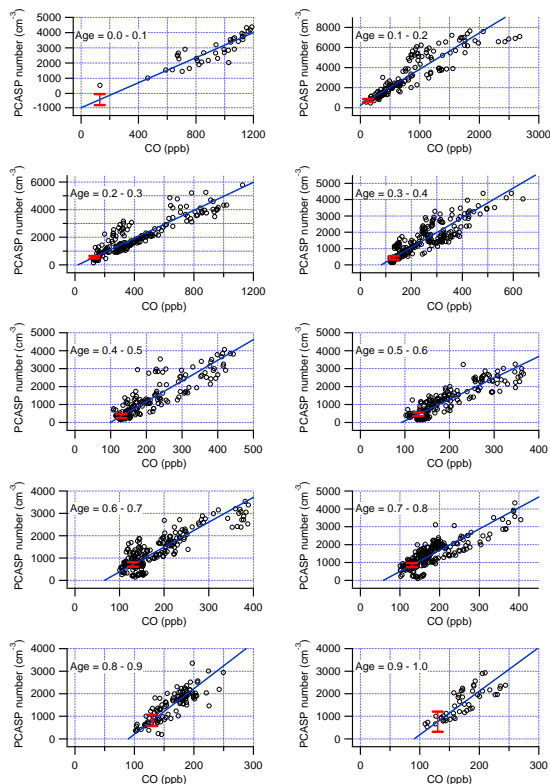 PCASP number (cm⁻³)
5000
4000
3000
2000
1000
0
-1000
Age = 0.0 - 0.1
0 400 800 1200
CO (ppb)
PCASP number (cm⁻³)
8000
6000
4000
2000
0
Age = 0.1 - 0.2
0 1000 2000 3000
CO (ppb)
PCASP number (cm⁻³)
6000
4000
2000
0
Age = 0.2 - 0.3
0 400 800 1200
CO (ppb)
PCASP number (cm⁻³)
5000
4000
3000
2000
1000
0
Age = 0.3 - 0.4
0 200 400 600
CO (ppb)
PCASP number (cm⁻³)
5000
4000
3000
2000
1000
0
Age = 0.4 - 0.5
0 100 200 300 400 500
CO (ppb)
PCASP number (cm⁻³)
5000
4000
3000
2000
1000
0
Age = 0.5 - 0.6
0 100 200 300 400
CO (ppb)
PCASP number (cm⁻³)
4000
3000
2000
1000
0
Age = 0.6 - 0.7
0 100 200 300 400
CO (ppb)
PCASP number (cm⁻³)
5000
4000
3000
2000
1000
0
Age = 0.7 - 0.8
0 100 200 300 400
CO (ppb)
PCASP number (cm⁻³)
4000
3000
2000
1000
0
Age = 0.8 - 0.9
0 100 200 300
CO (ppb)
PCASP number (cm⁻³)
4000
3000
2000
1000
0
Age = 0.9 - 1.0
0 100 200 300
CO (ppb)